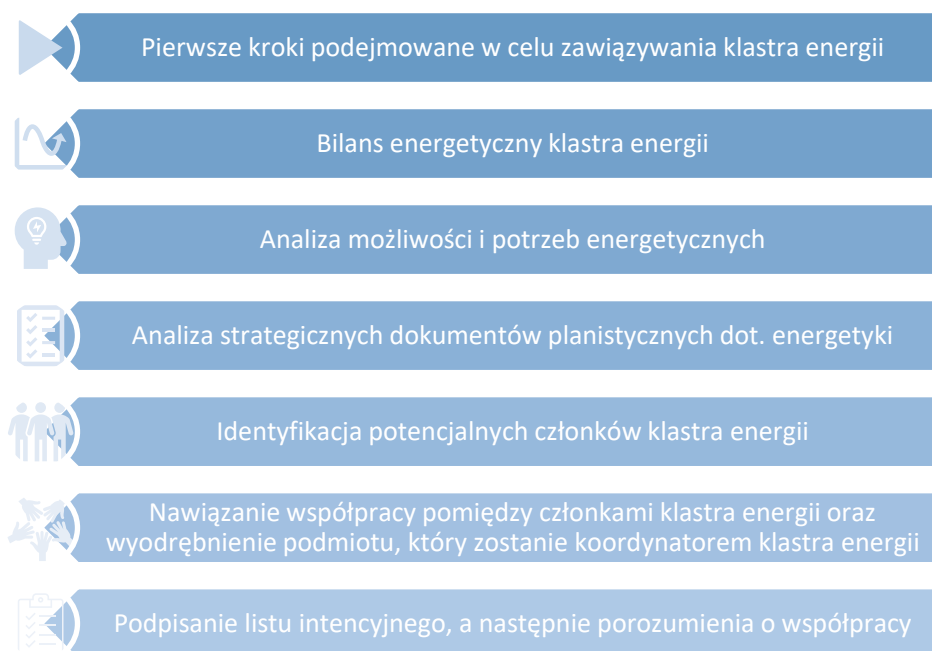 Pierwsze kroki podejmowane w celu zawiązywania klastra energii
Bilans energetyczny klastra energii
Analiza możliwości i potrzeb energetycznych
Analiza strategicznych dokumentów planistycznych dot. energetyki
Identyfikacja potencjalnych członków klastra energii
Nawiązanie współpracy pomiędzy członkami klastra energii oraz
wyodrębnienie podmiotu, który zostanie koordynatorem klastra energii
Podpisanie listu intencyjnego, a następnie porozumienia o współpracy